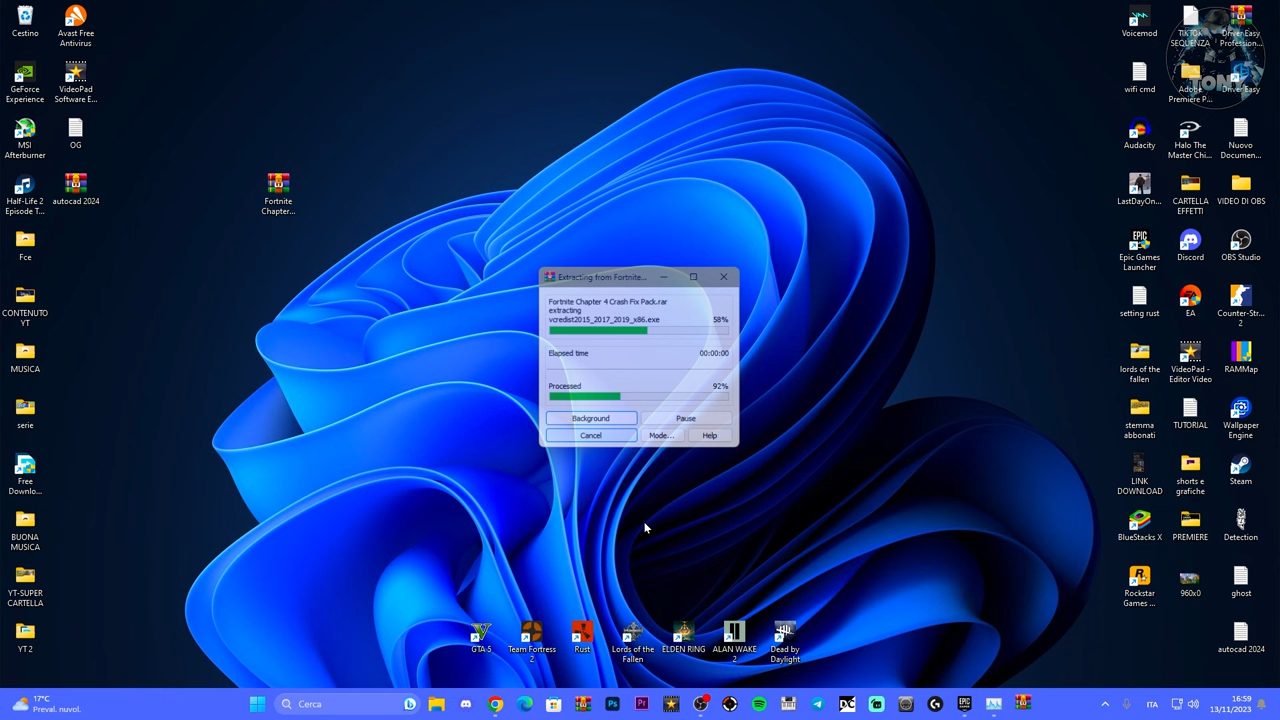 Cestino
Avast Free
Antivirus
GeForce
Experience
VideoPad
Software E...
MSI
Afterburner
OG
Half-Life 2
Episode T...
autocad 2024
Fortnite
Chapter...
Fce
CONTENUTO
YT
MUSICA
serie
Free
Downlo...
BUONA
MUSICA
YT-SUPER
CARTELLA
YT 2
Extracting from Fortnite...
Fortnite Chapter 4 Crash Fix Pack.rar
extracting
vcredist2015_2017_2019_x86.exe 58%
Elapsed time 00:00:00
Processed 92%
Background Pause
Cancel Mode... Help
GTA 5
Team Fortress
2
Rust
Lords of the
Fallen
ELDEN RING
ALAN WAKE
2
Dead by
Daylight
Voicemod
TIKTOK
SEQUENZA
Driver Easy
Profession...
wifi cmd
Adobe
Premiere P...
Driver Easy
TONY
Audacity
Halo The
Master Chi...
Nuovo
Documen...
LastDayOn...
CARTELLA
EFFETTI
VIDEO DI OBS
Epic Games
Launcher
Discord
OBS Studio
setting rust
EA
Counter-Str...
2
lords of the
fallen
VideoPad -
Editor Video
RAMMap
stemma
abbonati
TUTORIAL
Wallpaper
Engine
LINK
DOWNLOAD
shorts e
grafiche
Steam
BlueStacks X
PREMIERE
Detection
Rockstar
Games ...
960x0
ghost
autocad 2024
17°C
Preval. nuvol.
Cerca
ITA
16:59
13/11/2023